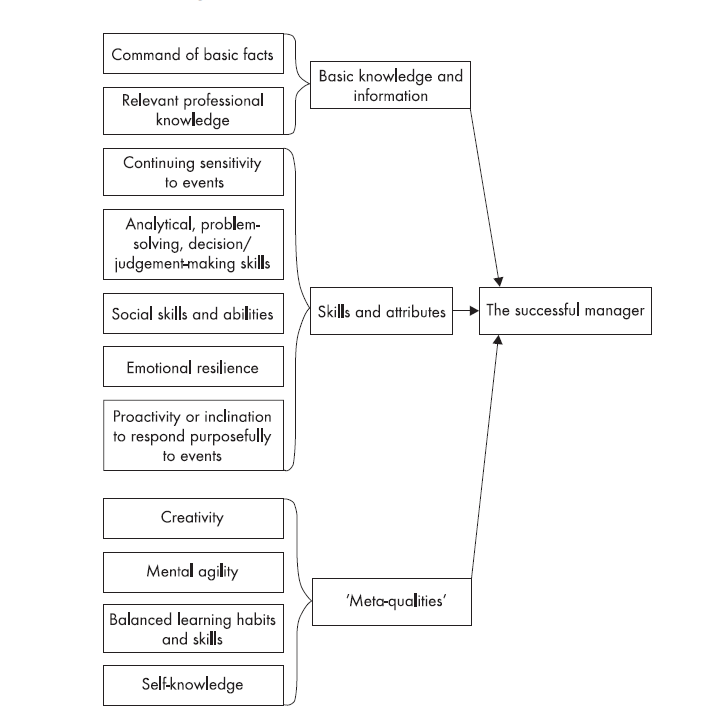 Command of basic facts
Relevant professional
knowledge
Basic knowledge and
information
Continuing sensitivity
to events
Analytical, problem-
solving, decision/
judgement-making skills
Social skills and abilities
Emotional resilience
Proactivity or inclination
to respond purposefully
to events
Skills and attributes
The successful manager
Creativity
Mental agility
Balanced learning habits
and skills
Self-knowledge
'Meta-qualities'